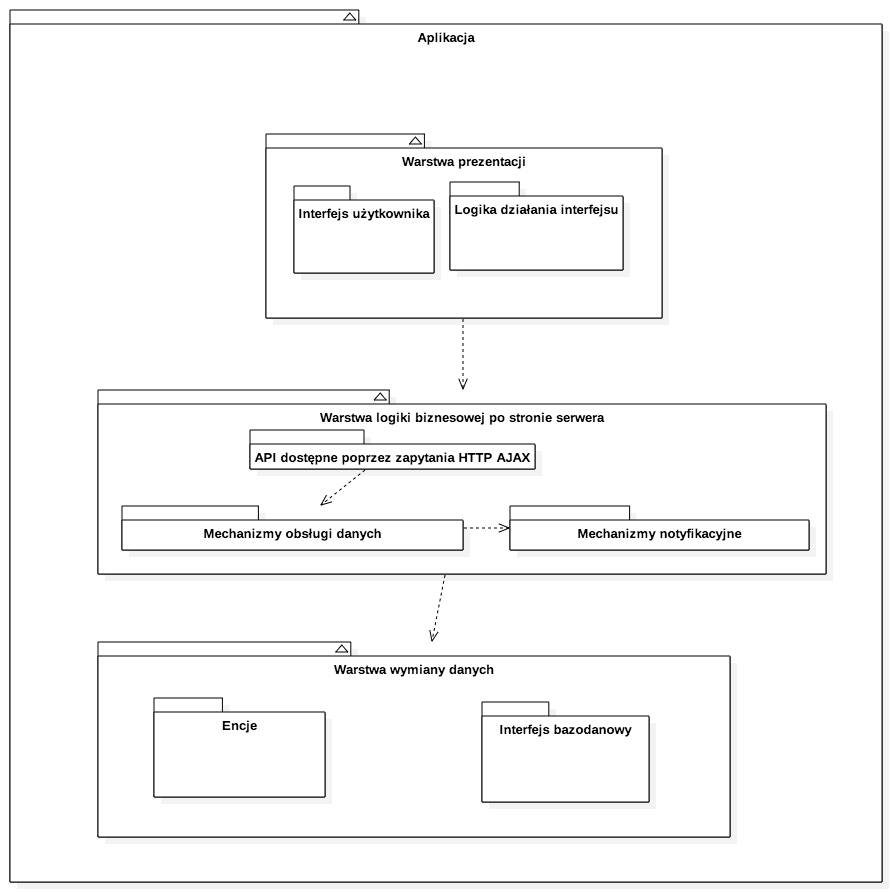 Aplikacja
Warstwa prezentacji
Interfejs użytkownika
Logika działania interfejsu
Warstwa logiki biznesowej po stronie serwera
API dostępne poprzez zapytania HTTP AJAX
Mechanizmy obsługi danych
Mechanizmy notyfikacyjne
Warstwa wymiany danych
Encje
Interfejs bazodanowy